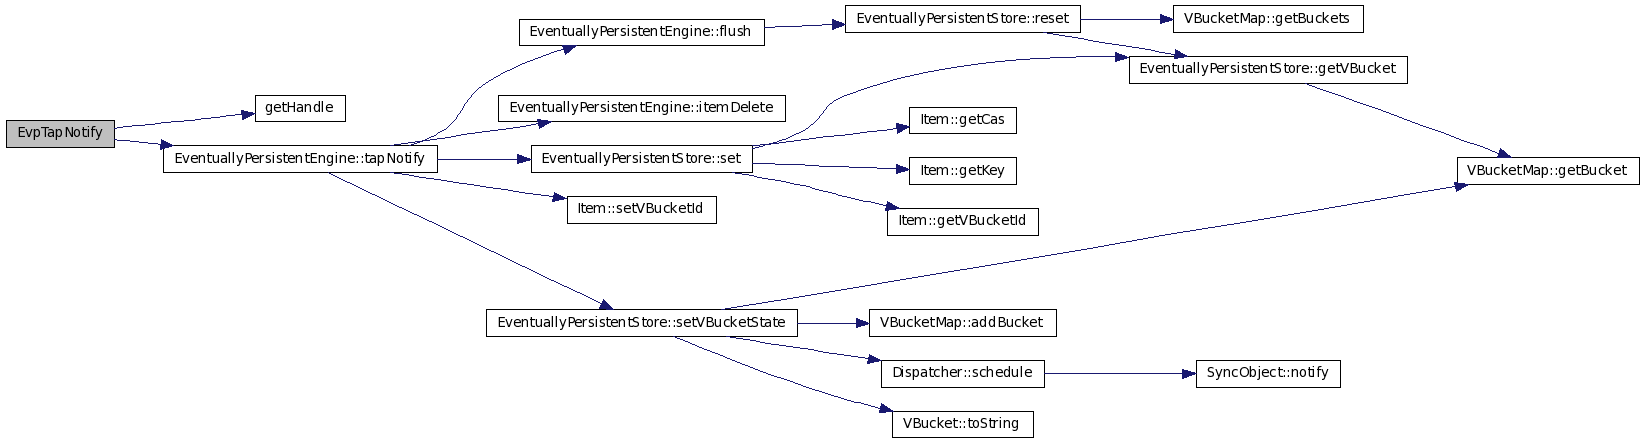 EventuallyPersistentStore::reset
VBucketMap::getBuckets
EventuallyPersistentEngine::flush
EventuallyPersistentStore::getVBucket
getHandle
EventuallyPersistentEngine::itemDelete
Item::getCas
EvpTapNotify
EventuallyPersistentEngine::tapNotify
EventuallyPersistentStore::set
Item::getKey
VBucketMap::getBucket
Item::setVBucketId
Item::getVBucketId
EventuallyPersistentStore::setVBucketState
VBucketMap::addBucket
Dispatcher::schedule
SyncObject::notify
VBucket::toString